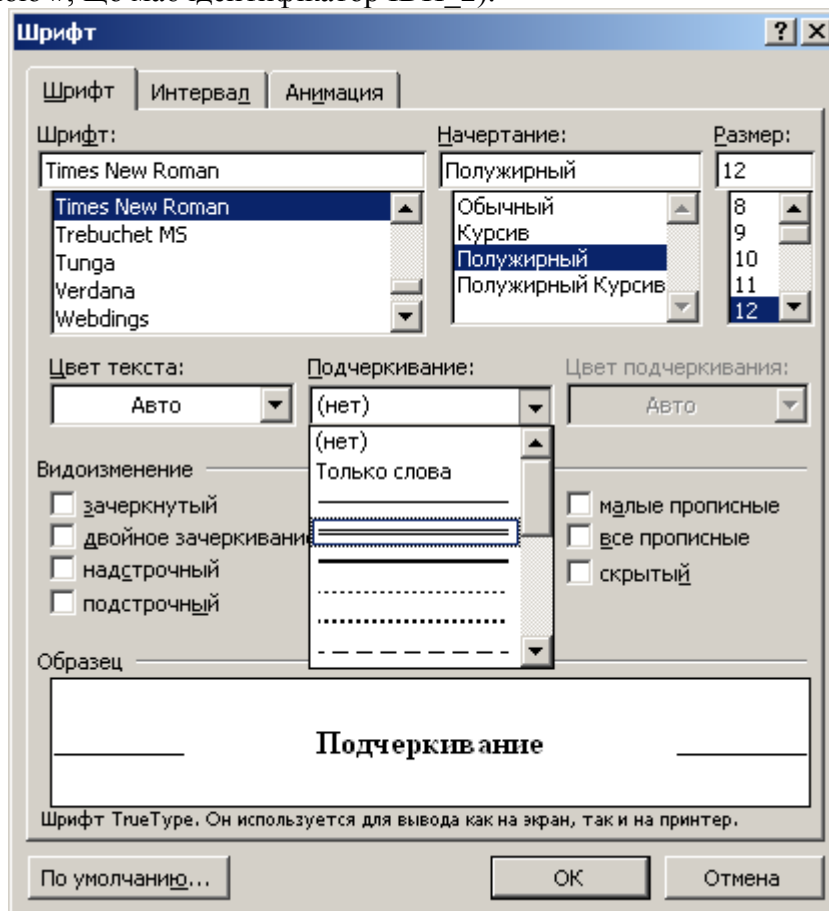 Шрифт
Шрифт Интервал Анимация
Шрифт: Начертание: Размер:
Times New Roman Полужирный 12
Times New Roman Обычный 8
Trebuchet MS Курсив 9
Tunga Полужирный 10
Verdana Полужирный Курсив 11
Webdings 12
Цвет текста: Подчеркивание: Цвет подчеркивания:
Авто (нет) Авто
(нет)
Видоизменение Только слова
зачеркнутый малые прописные
двойное зачеркивани все прописные
надстрочный скрытый
подстрочный
Образец
Подчеркивание
Шрифт TrueType. Он используется для вывода как на экран, так и на принтер.
По умолчанию... ОК Отмена